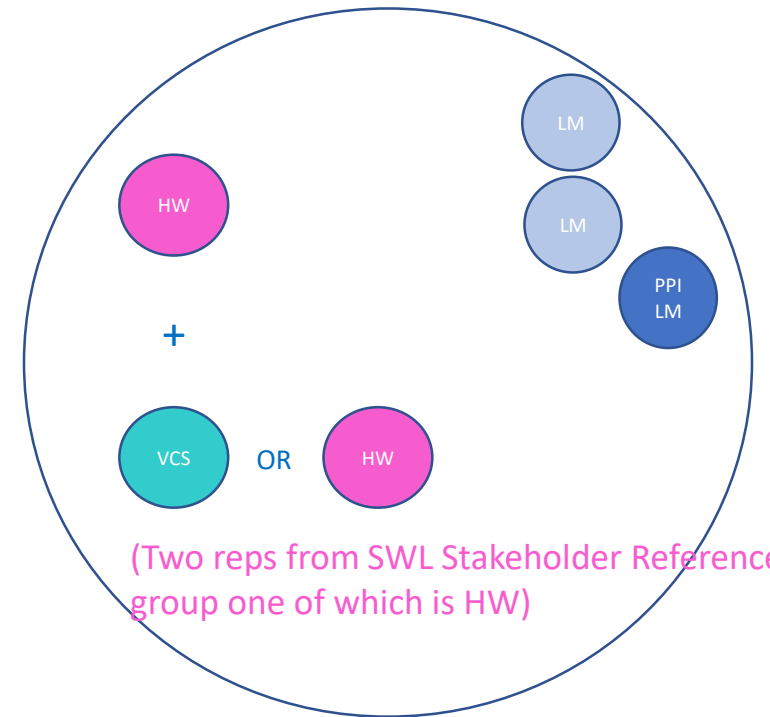 LM
HW
LM
PPI
LM
+
VCS
OR
HW
(Two reps from SWL Stakeholder Reference
group one of which is HW)